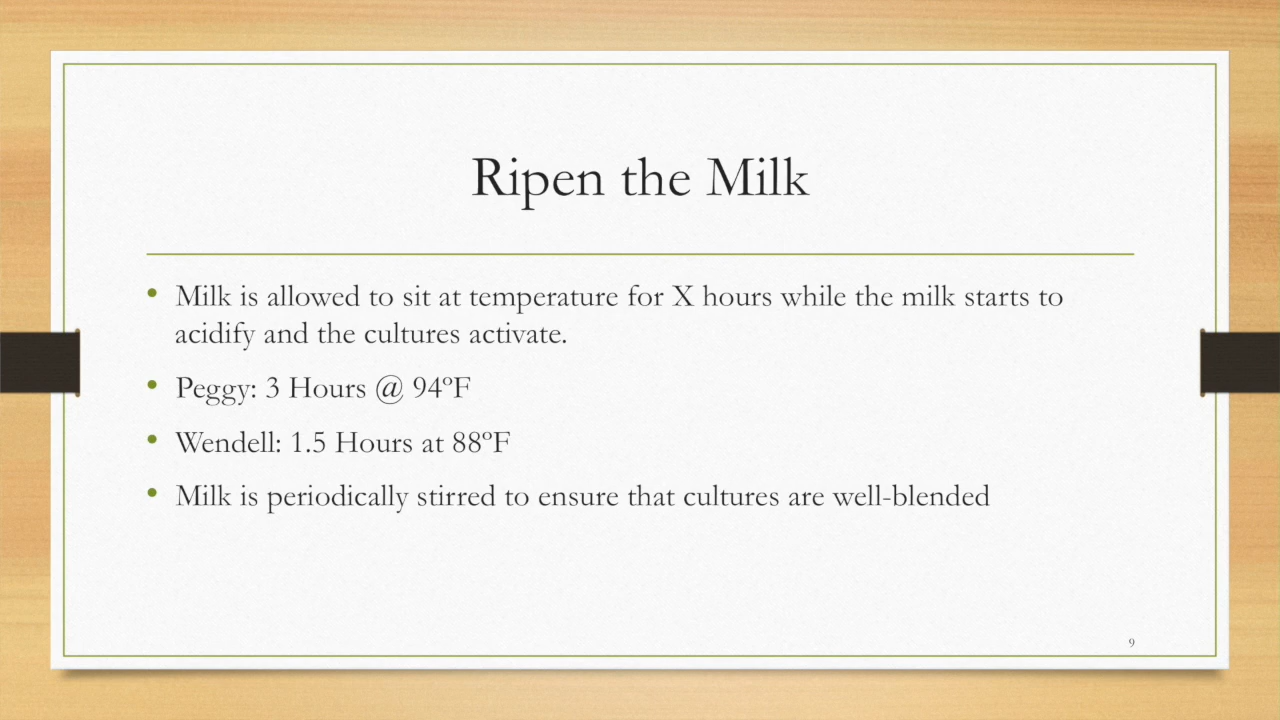 Ripen the Milk
• Milk is allowed to sit at temperature for X hours while the milk starts to
acidify and the cultures activate.
• Peggy: 3 Hours @ 94ºF
• Wendell: 1.5 Hours at 88ºF
• Milk is periodically stirred to ensure that cultures are well-blended
9